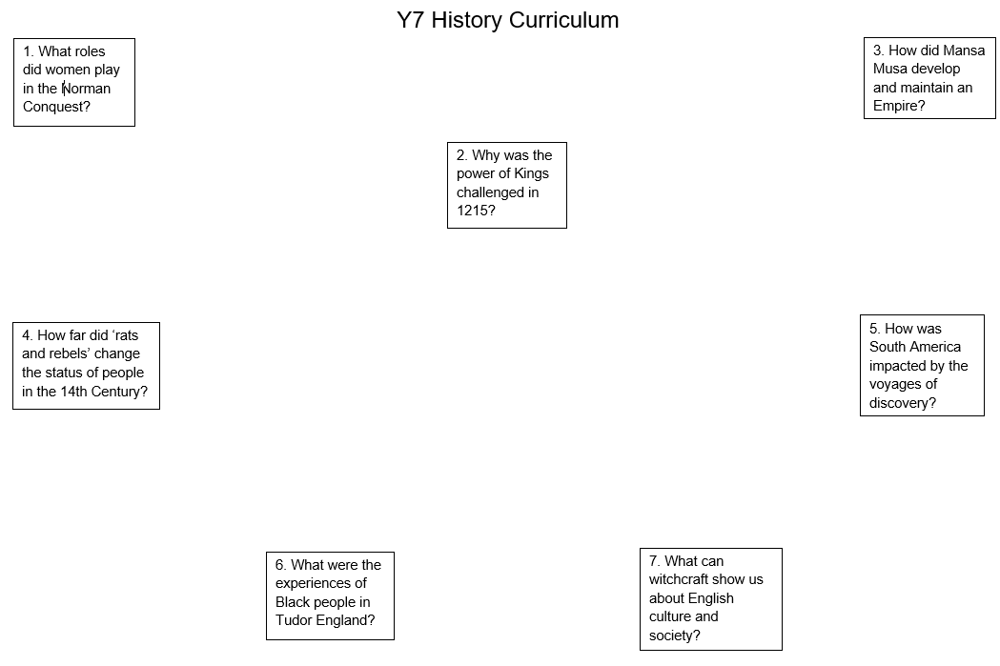 Y7 History Curriculum
1. What roles
did women play
in the Norman
Conquest?
2. Why was the
power of Kings
challenged in
1215?
3. How did Mansa
Musa develop
and maintain an
Empire?
4. How far did ‘rats
and rebels’ change
the status of people
in the 14th Century?
5. How was
South America
impacted by the
voyages of
discovery?
6. What were the
experiences of
Black people in
Tudor England?
7. What can
witchcraft show us
about English
culture and
society?